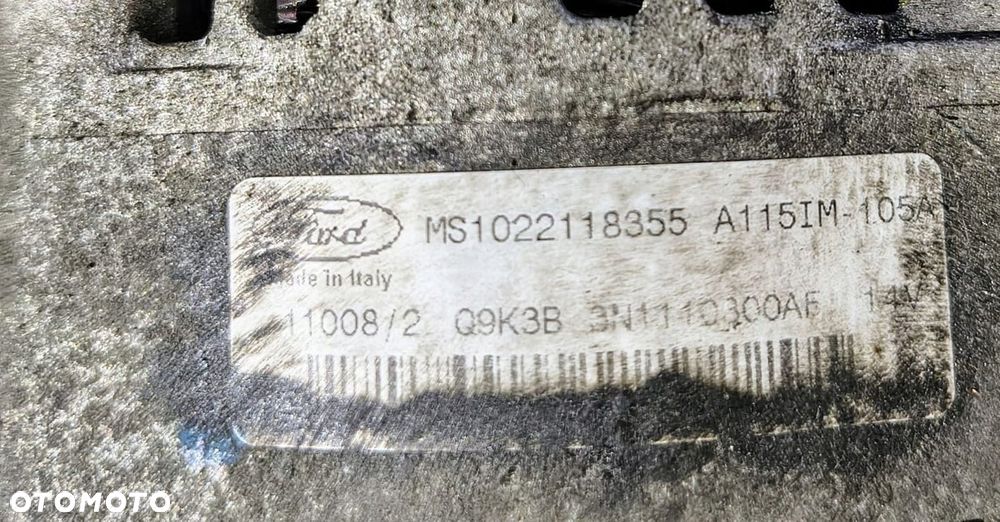 Ford MS1022118355 A115IM-105A
Made in Italy
11008/2 Q9K3B 3N1110300AF 14V
OTOMOTO